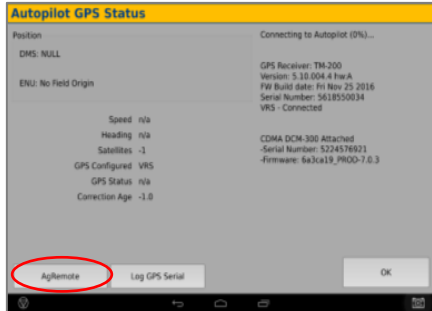 Autopilot GPS Status
Position
DMS: NULL
ENU: No Field Origin
Speed n/a
Heading n/a
Satellites -1
GPS Configured VRS
GPS Status n/a
Correction Age -1.0
Connecting to Autopilot (0%)...
GPS Receiver: TM-200
Version: 5.10.004.4 hw:A
FW Build date: Fri Nov 25 2016
Serial Number: 5618550034
VRS - Connected
CDMA DCM-300 Attached
-Serial Number: 5224576921
-Firmware: 6a3ca19_PROD-7.0.3
AgRemote
Log GPS Serial
OK